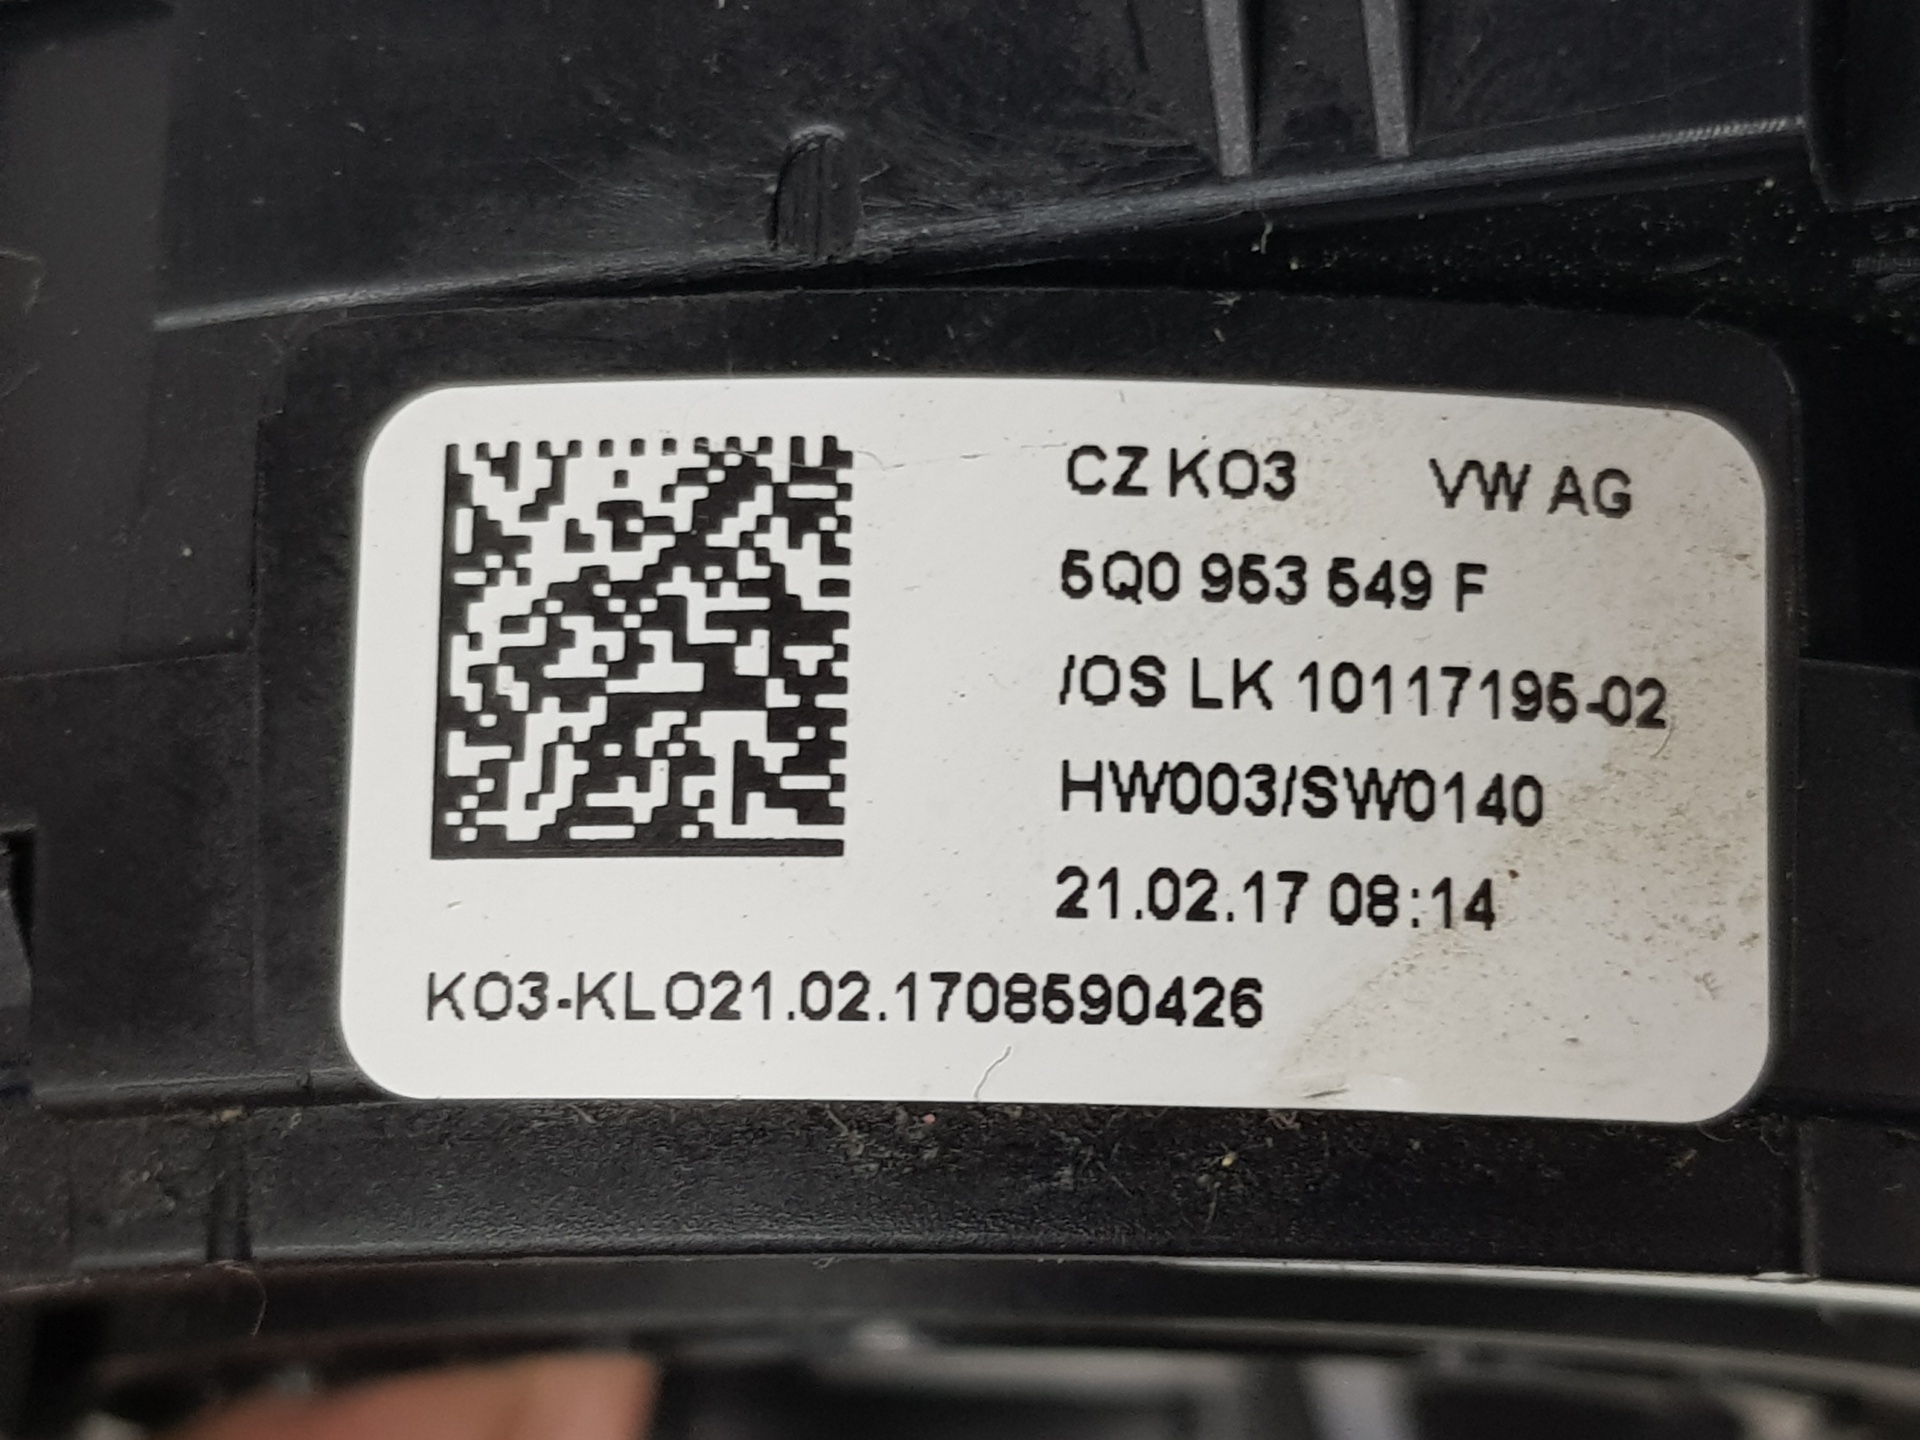 CZ KO3 VW AG
5Q0 953 549 F
/OS LK 10117195-02
HW003/SW0140
21.02.17 08:14
KO3-KLO21.02.1708590426